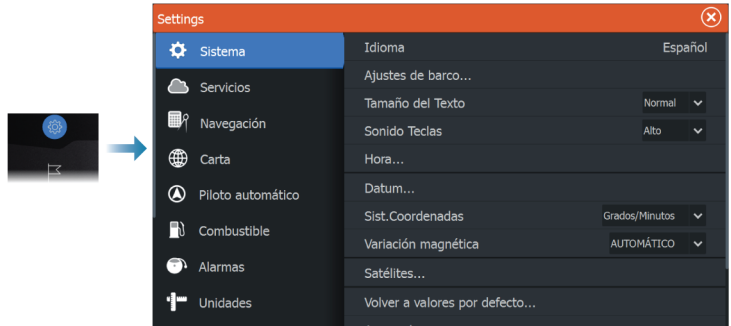 Settings
Sistema
Servicios
Navegación
Carta
Piloto automático
Combustible
Alarmas
Unidades
Idioma Español
Ajustes de barco...
Tamaño del Texto Normal
Sonido Teclas Alto
Hora...
Datum...
Sist.Coordenadas Grados/Minutos
Variación magnética AUTOMÁTICO
Satélites...
Volver a valores por defecto...